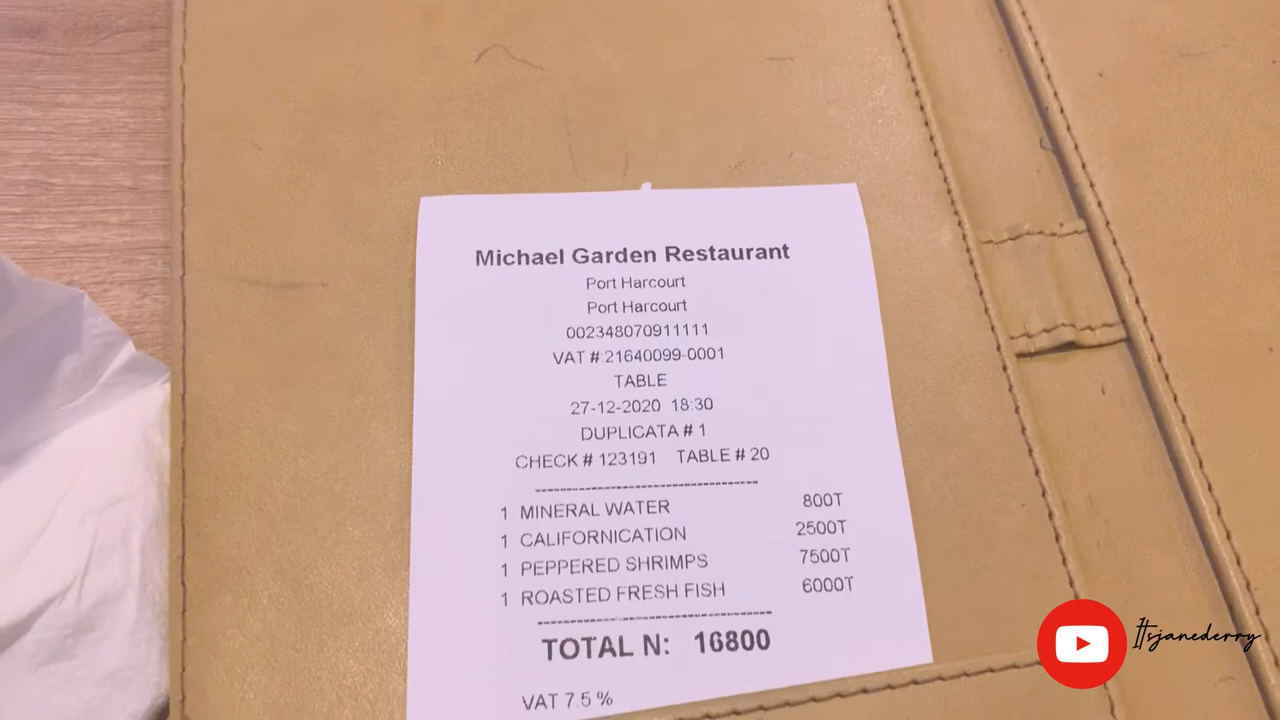 Michael Garden Restaurant
Port Harcourt
Port Harcourt
002348070911111
VAT #:21640099-0001
TABLE
27-12-2020 18:30
DUPLICATA # 1
CHECK # 123191 TABLE # 20
------------------------------------
1 MINERAL WATER 800T
1 CALIFORNICATION 2500T
1 PEPPERED SHRIMPS 7500T
1 ROASTED FRESH FISH 6000T
------------------------------------
TOTAL N: 16800
VAT 7.5 %
Itsjanederry